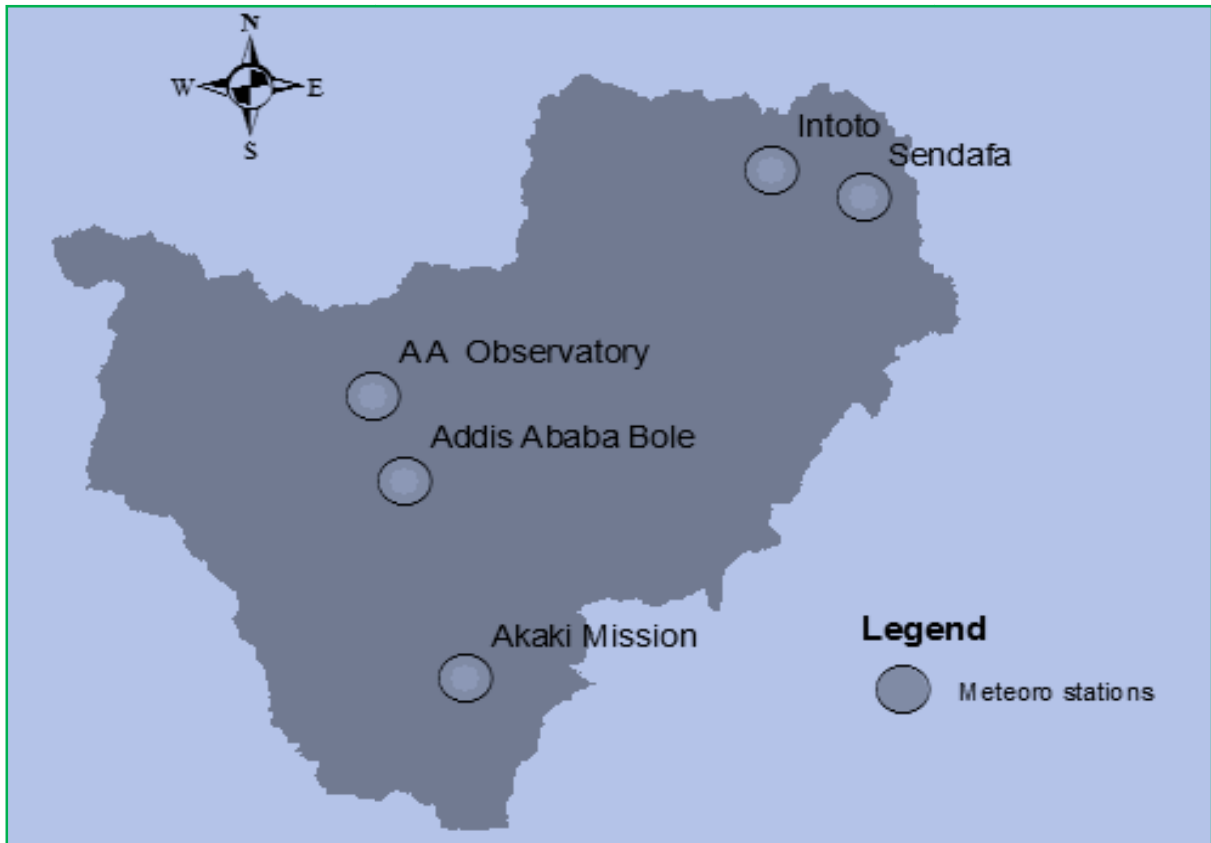 N
W E
S
Intoto
Sendafa
AA Observatory
Addis Ababa Bole
Akaki Mission
Legend
Meteoro stations